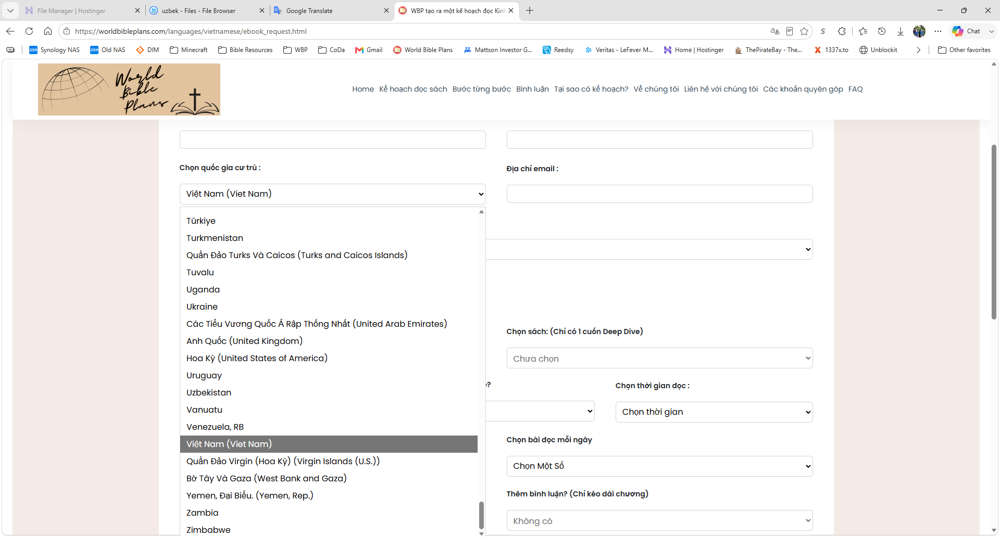 File Manager | Hostinger
uzbek - Files - File Browser
Google Translate
WBP tạo ra một kế hoạch đọc Kinh
https://worldbibleplans.com/languages/vietnamese/ebook_request.html
Chat
Synology NAS
Old NAS
DIM
Minecraft
Bible Resources
WBP
CoDa
Gmail
World Bible Plans
Mattson Investor G...
Reedsy
Veritas - LeFever M...
Home | Hostinger
ThePirateBay - The...
1337x.to
Unblockit
Other favorites
World
Bible
Plans
Home
Kế hoạch đọc sách
Bước từng bước
Bình luận
Tại sao có kế hoạch?
Về chúng tôi
Liên hệ với chúng tôi
Các khoản quyên góp
FAQ
Chọn quốc gia cư trú :
Địa chỉ email :
Việt Nam (Viet Nam)
Türkiye
Turkmenistan
Quần Đảo Turks Và Caicos (Turks and Caicos Islands)
Tuvalu
Uganda
Ukraine
Các Tiểu Vương Quốc Ả Rập Thống Nhất (United Arab Emirates)
Anh Quốc (United Kingdom)
Hoa Kỳ (United States of America)
Uruguay
Uzbekistan
Vanuatu
Venezuela, RB
Việt Nam (Viet Nam)
Quần Đảo Virgin (Hoa Kỳ) (Virgin Islands (U.S.))
Bờ Tây Và Gaza (West Bank and Gaza)
Yemen, Đại Biểu. (Yemen, Rep.)
Zambia
Zimbabwe
Chọn sách: (Chỉ có 1 cuốn Deep Dive)
Chưa chọn
?
Chọn thời gian đọc :
Chọn thời gian
Chọn bài đọc mỗi ngày
Chọn Một Số
Thêm bình luận? (Chỉ kéo dài chương)
Không có